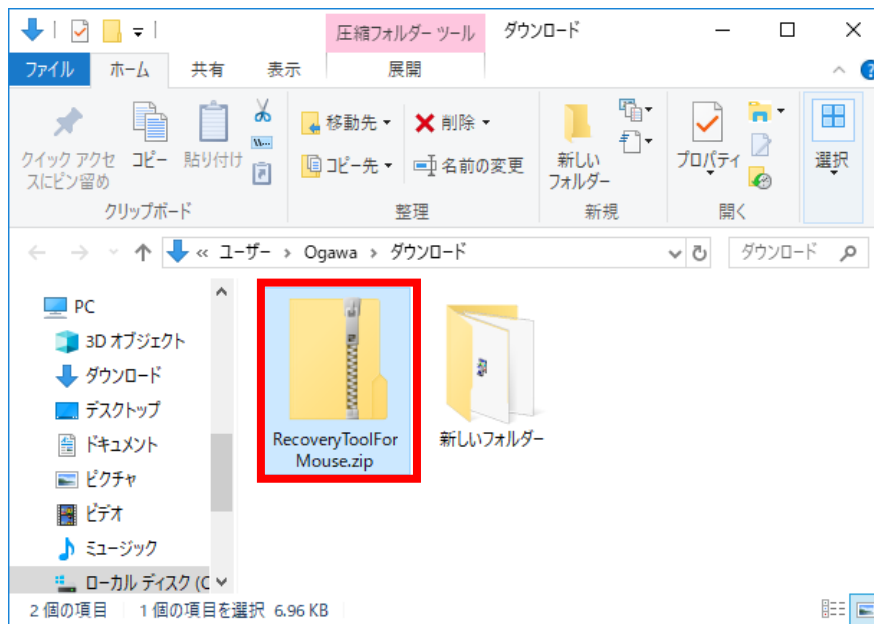 圧縮フォルダー ツール
ダウンロード
ファイル
ホーム
共有
表示
展開
クイック アクセ
スにピン留め
コピー
貼り付け
移動先
コピー先
削除
名前の変更
新しい
フォルダー
プロパティ
選択
クリップボード
整理
新規
開く
« ユーザー › Ogawa › ダウンロード
ダウンロード
PC
3D オブジェクト
ダウンロード
デスクトップ
ドキュメント
ピクチャ
ビデオ
ミュージック
ローカル ディスク (C
RecoveryToolFor
Mouse.zip
新しいフォルダー
2 個の項目
1 個の項目を選択 6.96 KB